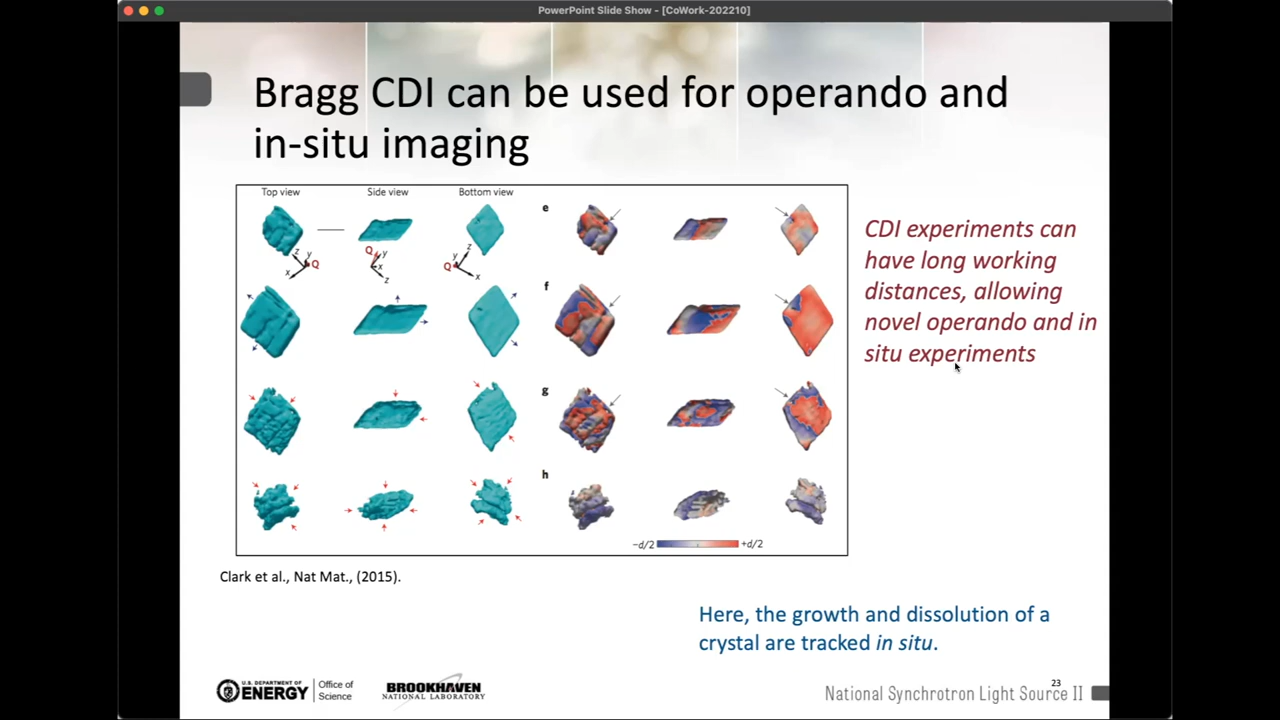 PowerPoint Slide Show - [CoWork-202210]
Bragg CDI can be used for operando and
in-situ imaging
Top view
Side view
Bottom view
e
z
y
Q
x
Q
y
x
z
z
y
Q
x
f
g
h
−d/2
+d/2
CDI experiments can
have long working
distances, allowing
novel operando and in
situ experiments
Clark et al., Nat Mat., (2015).
Here, the growth and dissolution of a
crystal are tracked in situ.
U.S. DEPARTMENT OF
ENERGY
Office of
Science
BROOKHAVEN
NATIONAL LABORATORY
23
National Synchrotron Light Source II